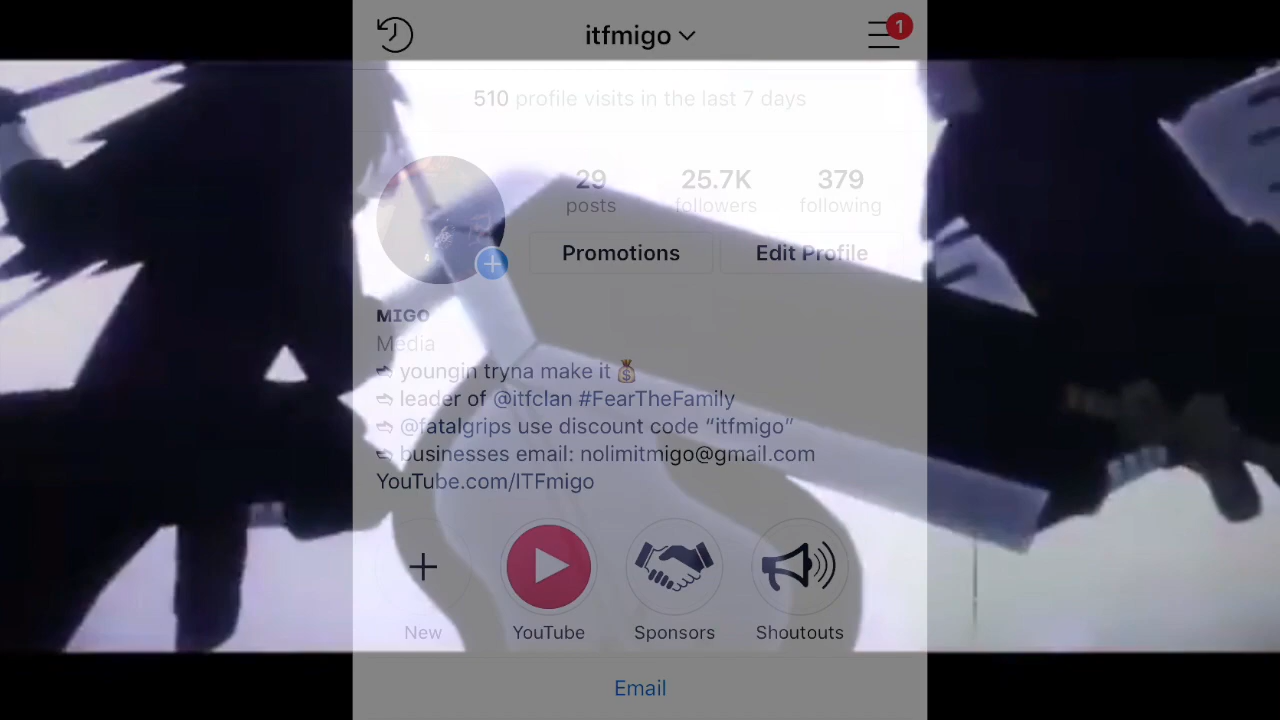 itfmigo
1
510 profile visits in the last 7 days
29 25.7K 379
posts followers following
Promotions Edit Profile
MIGO
Media
➯ youngin tryna make it 💰
➯ leader of @itfclan #FearTheFamily
➯ @fatalgrips use discount code “itfmigo”
➯ businesses email: nolimitmigo@gmail.com
YouTube.com/ITFmigo
New YouTube Sponsors Shoutouts
Email